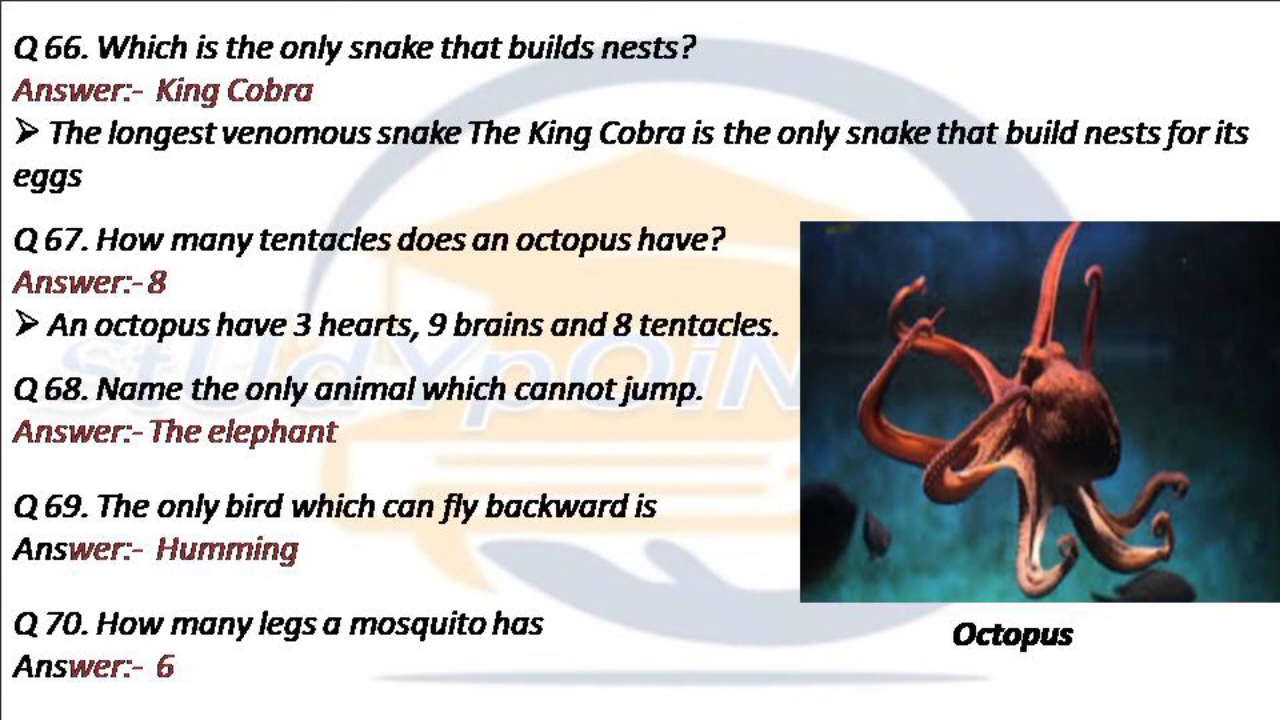 Q 66. Which is the only snake that builds nests?
Answer:- King Cobra
➢ The longest venomous snake The King Cobra is the only snake that build nests for its
eggs
Q 67. How many tentacles does an octopus have?
Answer:- 8
➢ An octopus have 3 hearts, 9 brains and 8 tentacles.
Q 68. Name the only animal which cannot jump.
Answer:- The elephant
Q 69. The only bird which can fly backward is
Answer:- Humming
Q 70. How many legs a mosquito has
Answer:- 6
Octopus